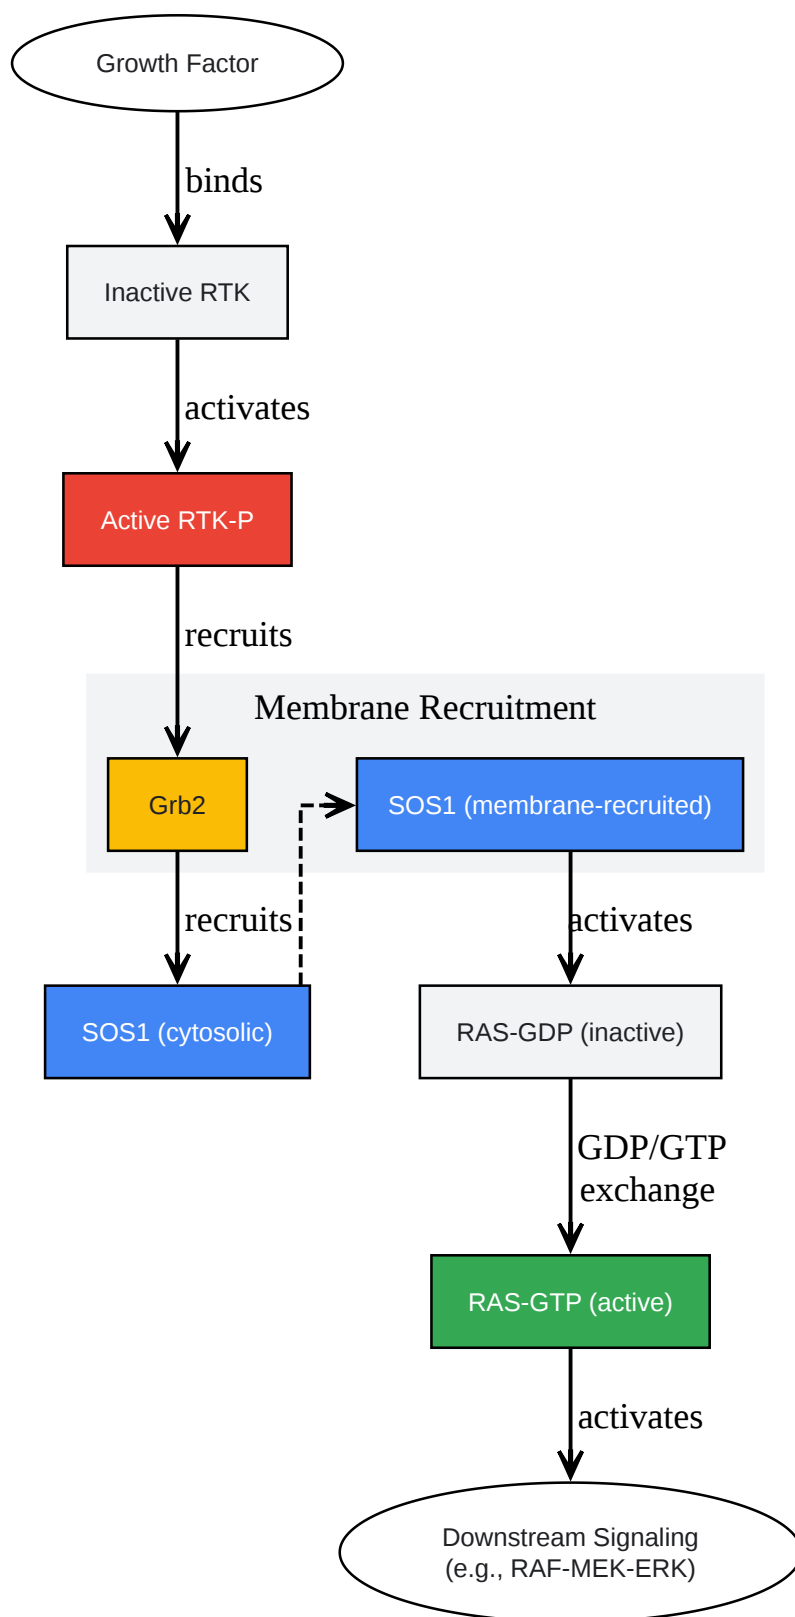 Growth Factor
binds
Inactive RTK
activates
Active RTK-P
recruits
Membrane Recruitment
Grb2
SOS1 (membrane-recruited)
recruits
activates
SOS1 (cytosolic)
RAS-GDP (inactive)
GDP/GTP
exchange
RAS-GTP (active)
activates
Downstream Signaling
(e.g., RAF-MEK-ERK)